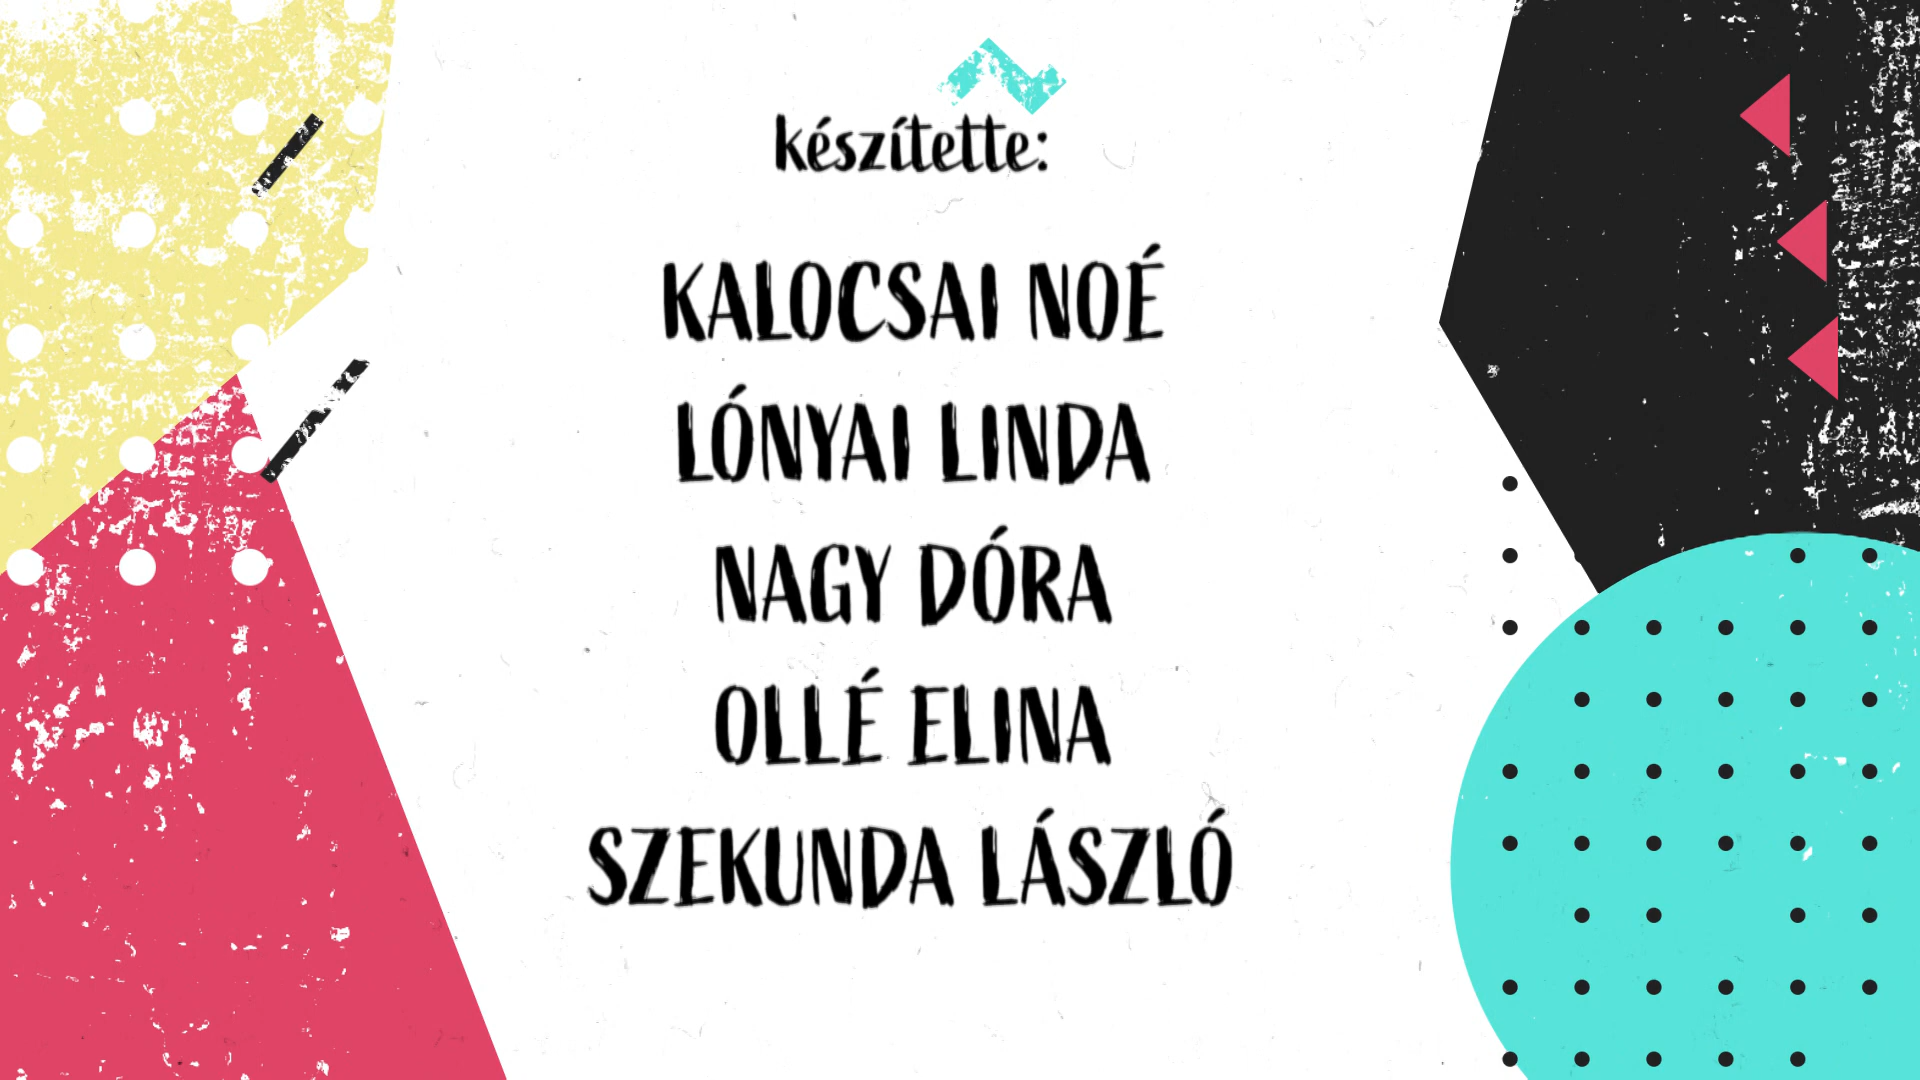 készítette:
KALOCSAI NOÉ
LÓNYAI LINDA
NAGY DÓRA
OLLÉ ELINA
SZEKUNDA LÁSZLÓ